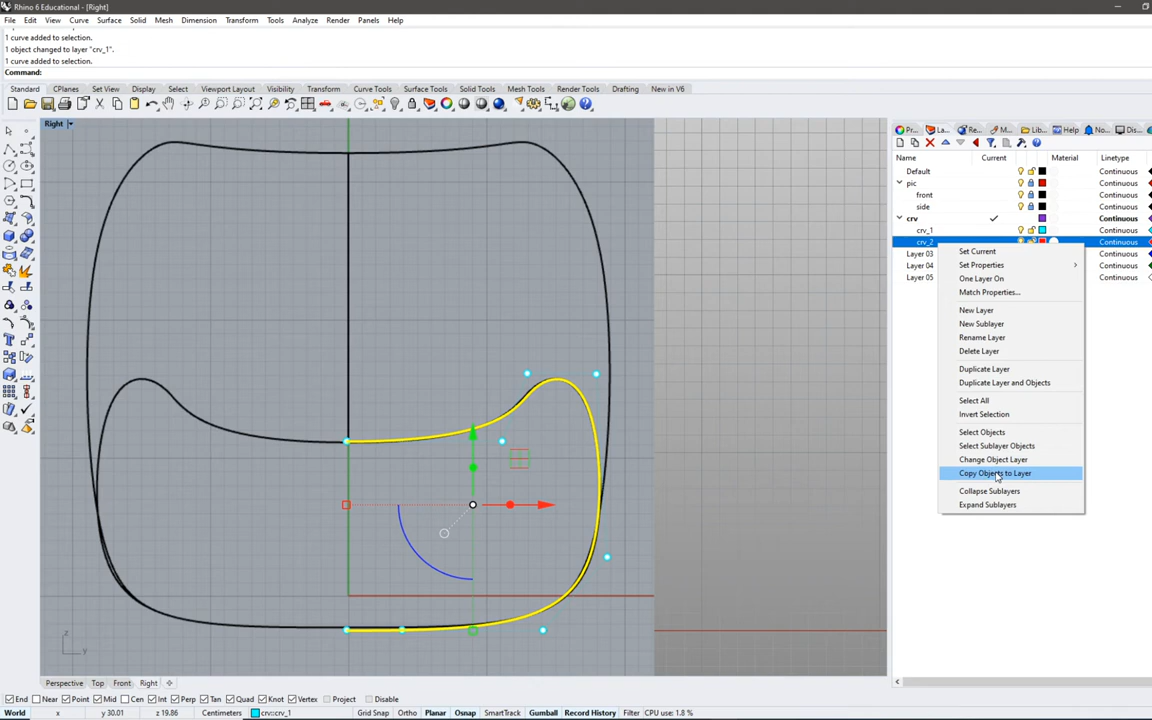 Rhino 6 Educational - [Right]
File Edit View Curve Surface Solid Mesh Dimension Transform Tools Analyze Render Panels Help
1 curve added to selection.
1 object changed to layer "crv_1".
1 curve added to selection.
Command:
Standard CPlanes Set View Display Select Viewport Layout Visibility Transform Curve Tools Surface Tools Solid Tools Mesh Tools Render Tools Drafting New in V6
Right
Pr... La... Re... M... Lib... Help No... Dis...
Name Current Material Linetype
Default Continuous
pic Continuous
front Continuous
side Continuous
crv Continuous
crv_1 Continuous
crv_2 Continuous
Layer 03 Continuous
Layer 04 Continuous
Layer 05 Continuous
Set Current
Set Properties
One Layer On
Match Properties...
New Layer
New Sublayer
Rename Layer
Delete Layer
Duplicate Layer
Duplicate Layer and Objects
Select All
Invert Selection
Select Objects
Select Sublayer Objects
Change Object Layer
Copy Objects to Layer
Collapse Sublayers
Expand Sublayers
z
y
Perspective Top Front Right
End Near Point Mid Cen Int Perp Tan Quad Knot Vertex Project Disable
World x y 30.01 z 19.86 Centimeters crv::crv_1 Grid Snap Ortho Planar Osnap SmartTrack Gumball Record History Filter CPU use: 1.8 %